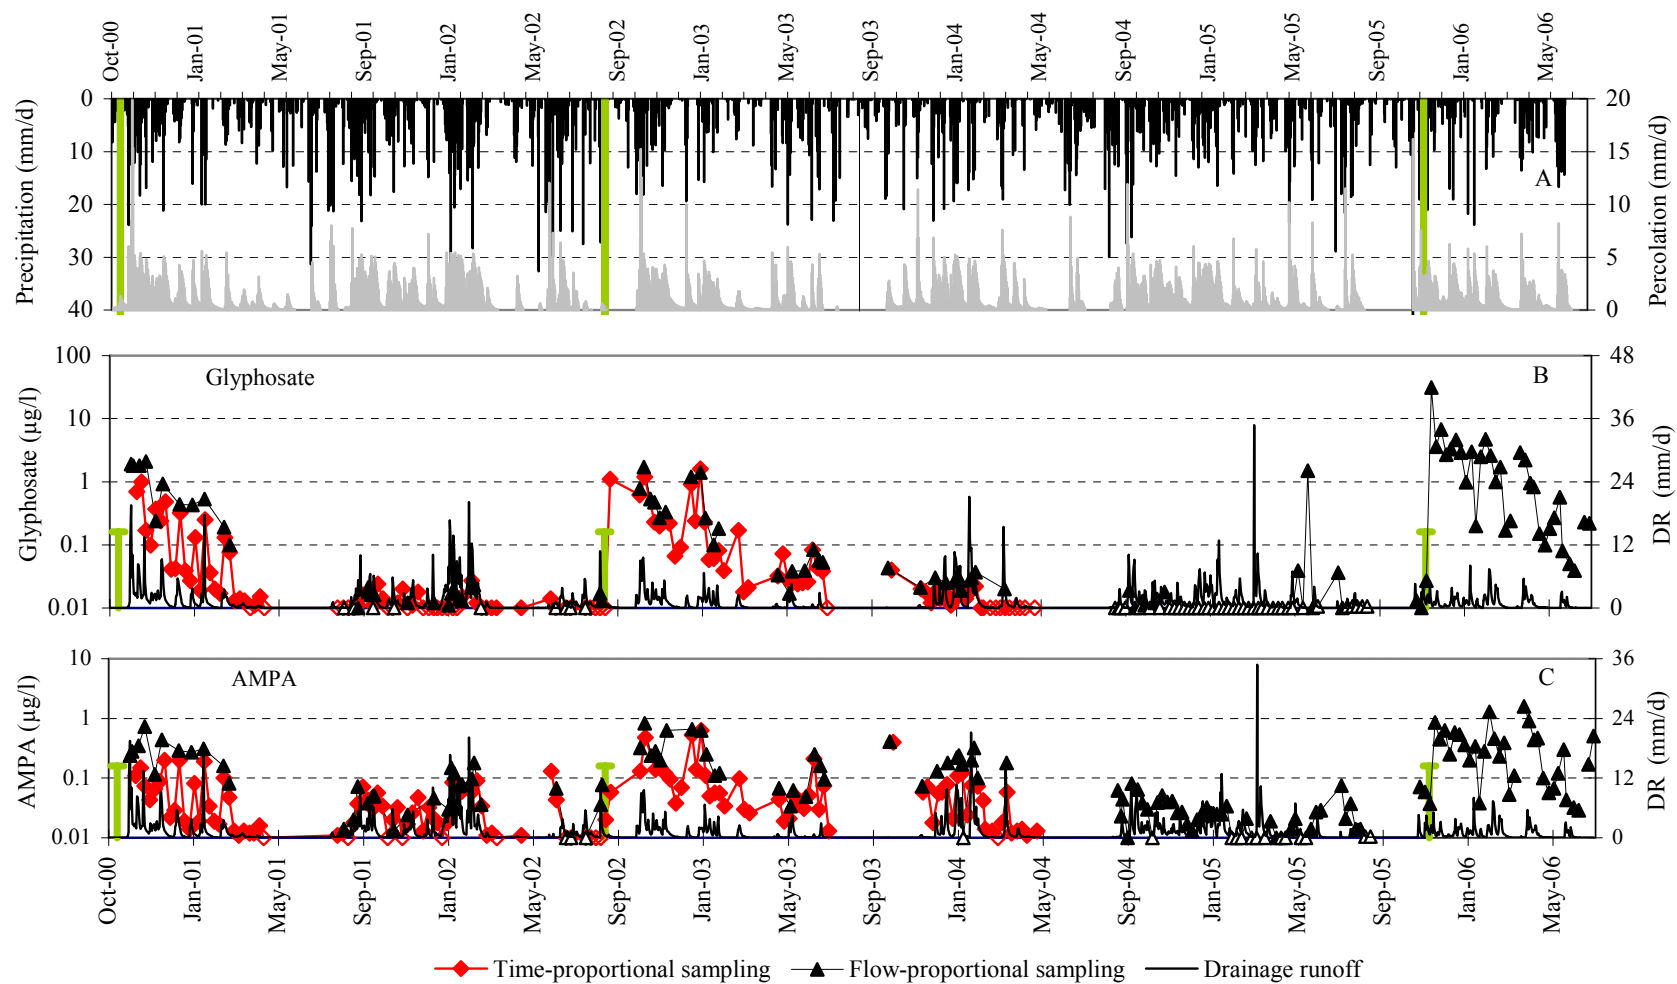 Oct-00 Jan-01 May-01 Sep-01 Jan-02 May-02 Sep-02 Jan-03 May-03 Sep-03 Jan-04 May-04 Sep-04 Jan-05 May-05 Sep-05 Jan-06 May-06
Precipitation (mm/d)
0
10
20
30
40
A
20
15
10
5
0
Percolation (mm/d)
Glyphosate (µg/l)
100
10
1
0.1
0.01
Glyphosate
B
48
36
24
12
0
DR (mm/d)
AMPA (µg/l)
10
1
0.1
0.01
AMPA
C
36
24
12
0
DR (mm/d)
Oct-00 Jan-01 May-01 Sep-01 Jan-02 May-02 Sep-02 Jan-03 May-03 Sep-03 Jan-04 May-04 Sep-04 Jan-05 May-05 Sep-05 Jan-06 May-06
Time-proportional sampling Flow-proportional sampling Drainage runoff